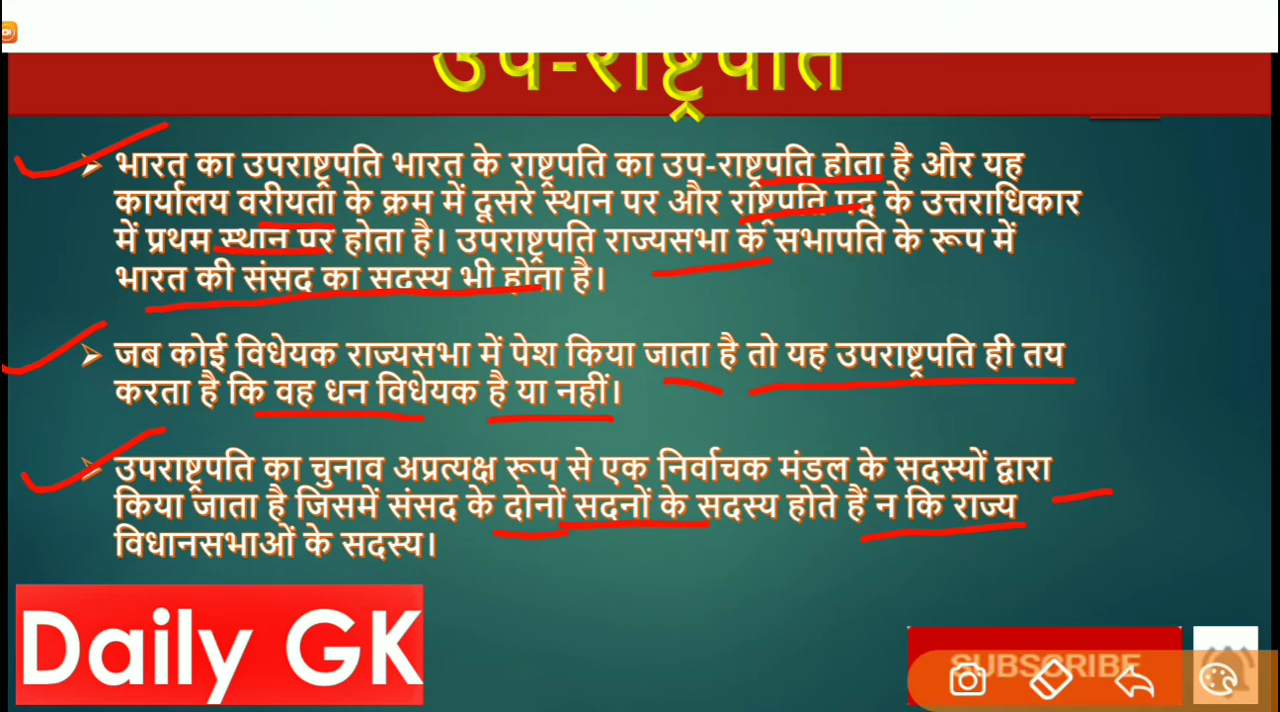 उप-राष्ट्रपति
भारत का उपराष्ट्रपति भारत के राष्ट्रपति का उप-राष्ट्रपति होता है और यह
कार्यालय वरीयता के क्रम में दूसरे स्थान पर और राष्ट्रपति पद के उत्तराधिकार
में प्रथम स्थान पर होता है। उपराष्ट्रपति राज्यसभा के सभापति के रूप में
भारत की संसद का सदस्य भी होता है।
जब कोई विधेयक राज्यसभा में पेश किया जाता है तो यह उपराष्ट्रपति ही तय
करता है कि वह धन विधेयक है या नहीं।
उपराष्ट्रपति का चुनाव अप्रत्यक्ष रूप से एक निर्वाचक मंडल के सदस्यों द्वारा
किया जाता है जिसमें संसद के दोनों सदनों के सदस्य होते हैं न कि राज्य
विधानसभाओं के सदस्य।
Daily GK
SUBSCRIBE